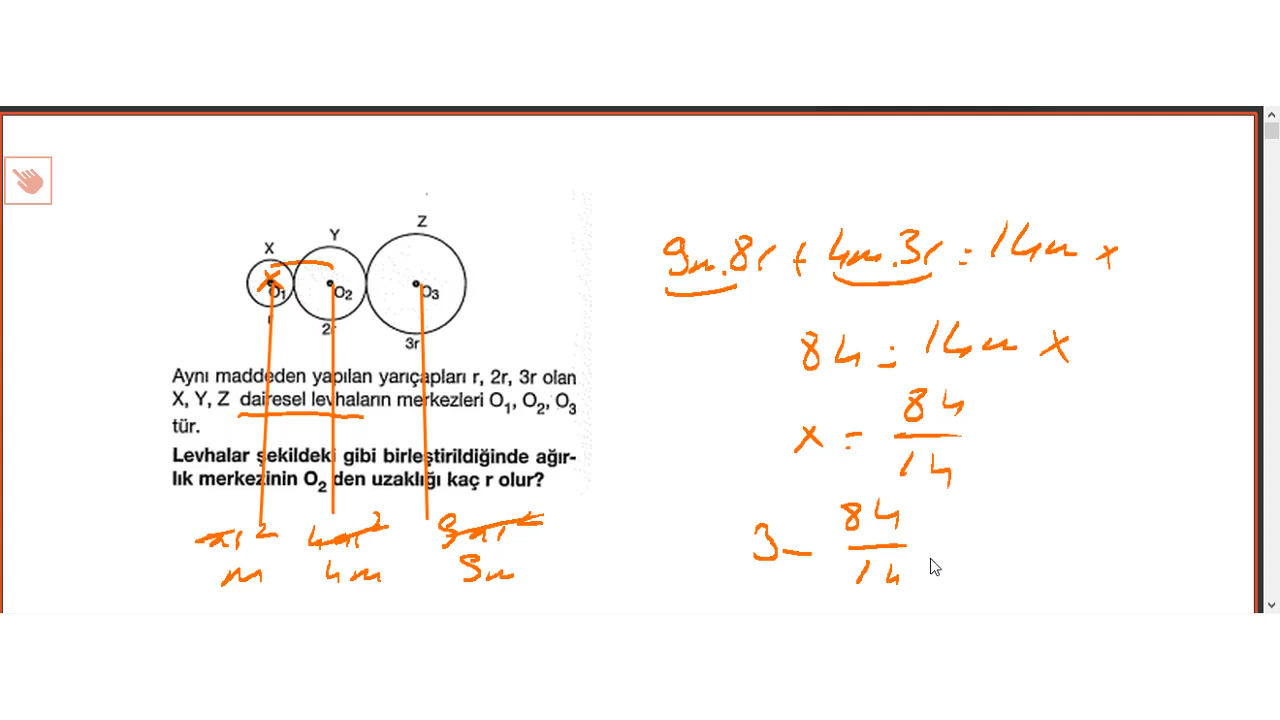 X
Y
Z
O1
O2
O3
r
2r
3r
Aynı maddeden yapılan yarıçapları r, 2r, 3r olan
X, Y, Z dairesel levhaların merkezleri O1, O2, O3
tür.
Levhalar şekildeki gibi birleştirildiğinde ağır-
lık merkezinin O2 den uzaklığı kaç r olur?
πr²
4πr²
9πr²
m
4m
9m
9m.8r + 4m.3r = 14m x
84 = 14m x
x = 84/14
3 - 84/14